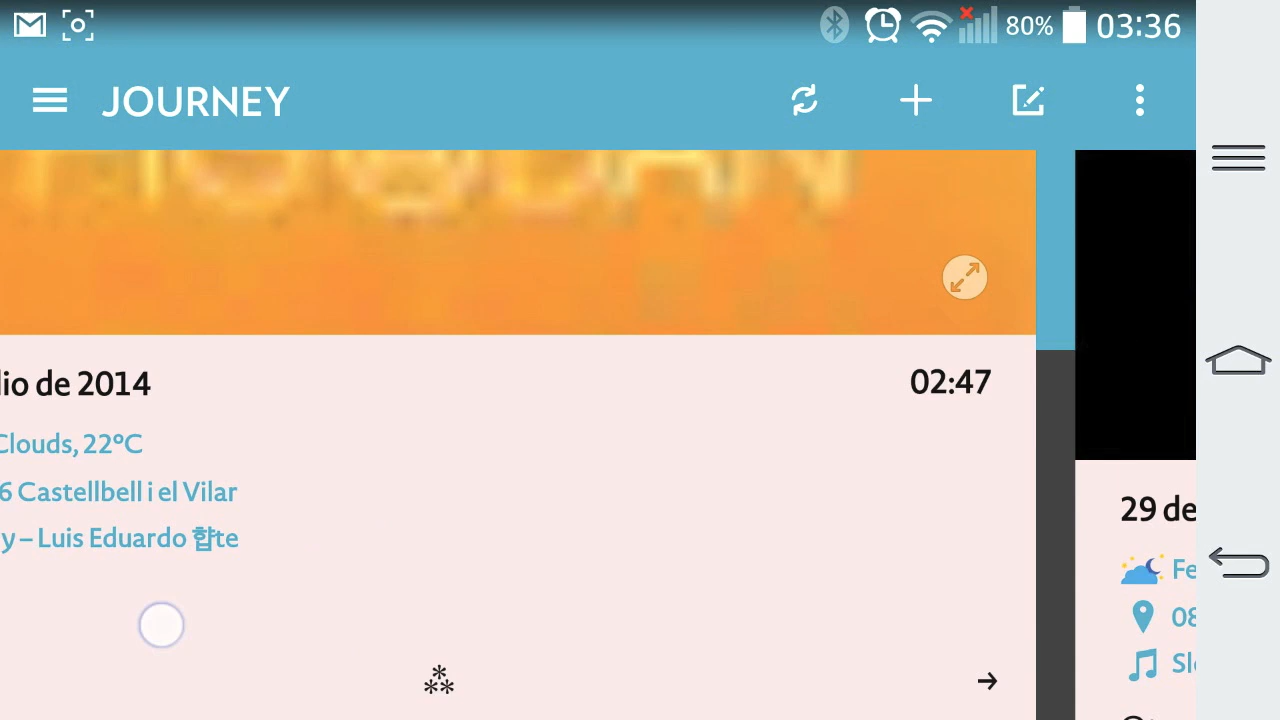 80% 03:36
JOURNEY
lio de 2014 02:47
Clouds, 22°C
6 Castellbell i el Vilar
y – Luis Eduardo 햡te
29 de
Fe
08
Sl